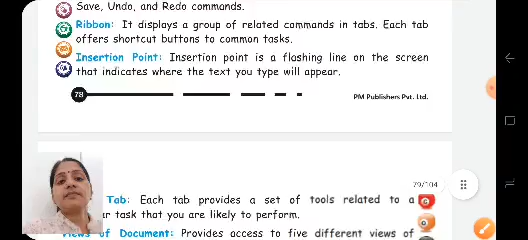 Save, Undo, and Redo commands.
Ribbon: It displays a group of related commands in tabs. Each tab
offers shortcut buttons to common tasks.
Insertion Point: Insertion point is a flashing line on the screen
that indicates where the text you type will appear.
78
PM Publishers Pvt. Ltd.
79/104
Tab: Each tab provides a set of tools related to a
task that you are likely to perform.
Views of Document: Provides access to five different views of